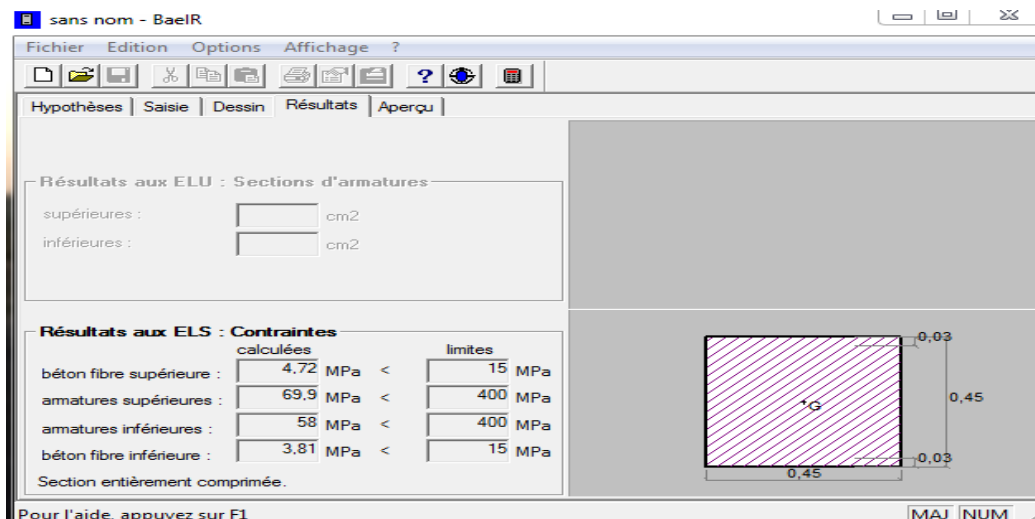 sans nom - BaelR
Fichier Edition Options Affichage ?
Hypothèses Saisie Dessin Résultats Aperçu
Résultats aux ELU : Sections d'armatures
supérieures : cm2
inférieures : cm2
Résultats aux ELS : Contraintes
calculées limites
béton fibre supérieure : 4,72 MPa < 15 MPa
armatures supérieures : 69,9 MPa < 400 MPa
armatures inférieures : 58 MPa < 400 MPa
béton fibre inférieure : 3,81 MPa < 15 MPa
Section entièrement comprimée.
0,03
+G
0,45
0,03
0,45
Pour l'aide, appuyez sur F1
MAJ NUM